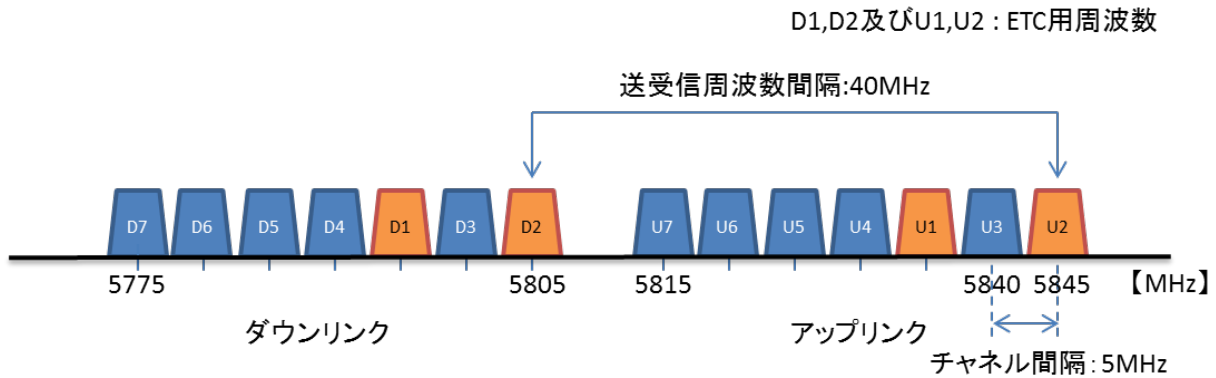 D1,D2及びU1,U2 : ETC用周波数
送受信周波数間隔:40MHz
D7 D6 D5 D4 D1 D3 D2 U7 U6 U5 U4 U1 U3 U2
5775 5805 5815 5840 5845 【MHz】
ダウンリンク アップリンク
チャネル間隔：5MHz